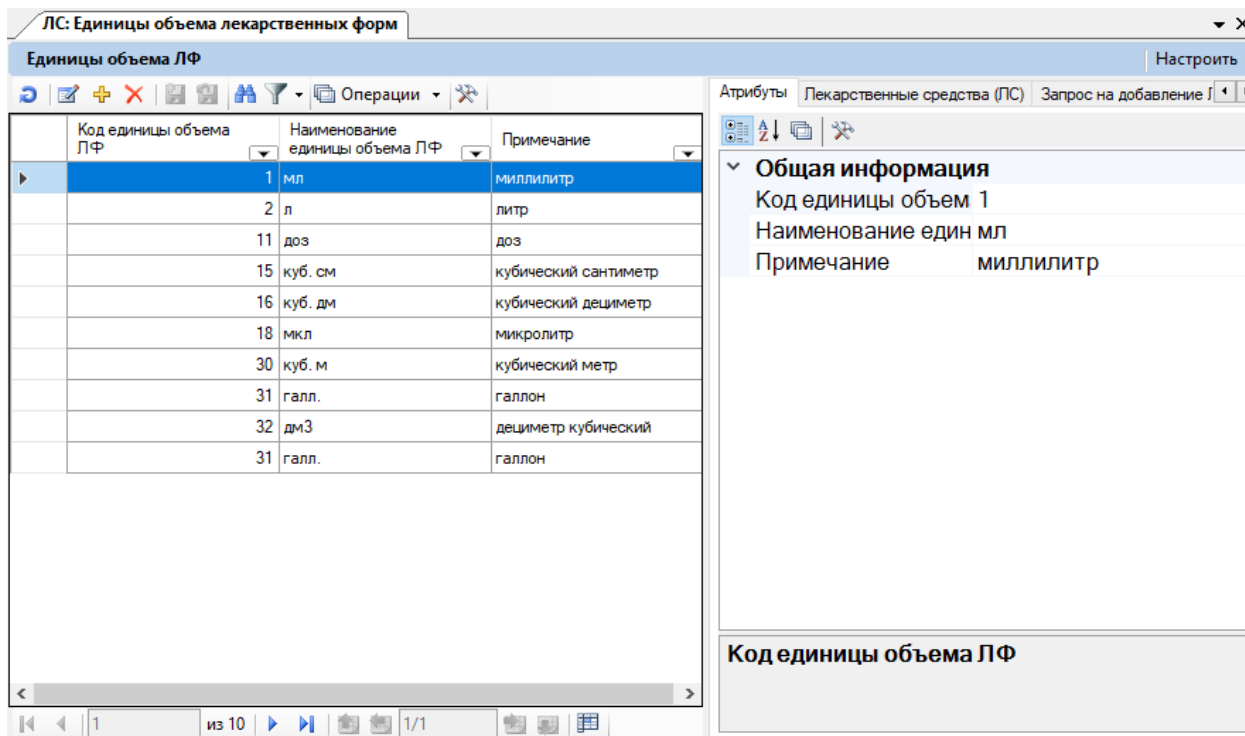 ЛС: Единицы объема лекарственных форм
Единицы объема ЛФ
Настроить
Операции
Код единицы объема ЛФ
Наименование единицы объема ЛФ
Примечание
1 мл миллилитр
2 л литр
11 доз доз
15 куб. см кубический сантиметр
16 куб. дм кубический дециметр
18 мкл микролитр
30 куб. м кубический метр
31 галл. галлон
32 дм3 дециметр кубический
31 галл. галлон
1 из 10 1/1
Атрибуты Лекарственные средства (ЛС) Запрос на добавление
Общая информация
Код единицы объем 1
Наименование един мл
Примечание миллилитр
Код единицы объема ЛФ